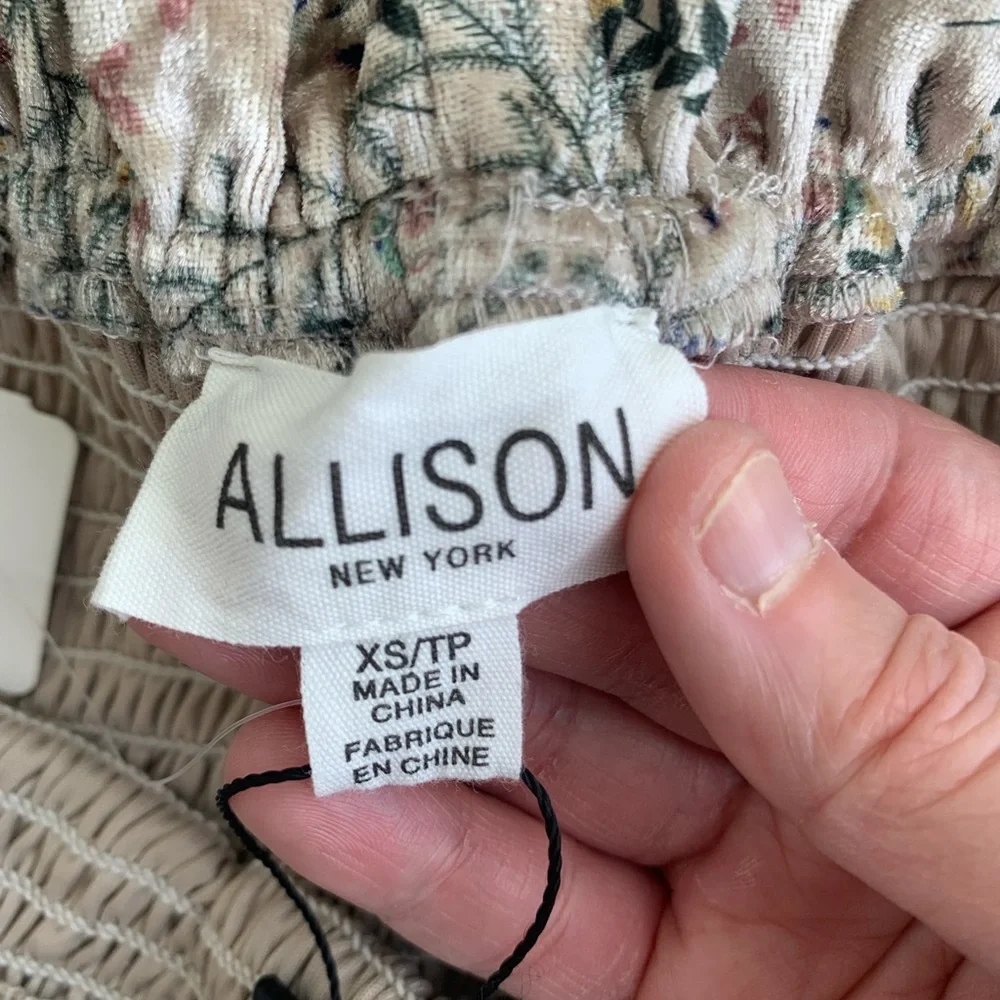 ALLISON
NEW YORK
XS/TP
MADE IN
CHINA
FABRIQUE
EN CHINE